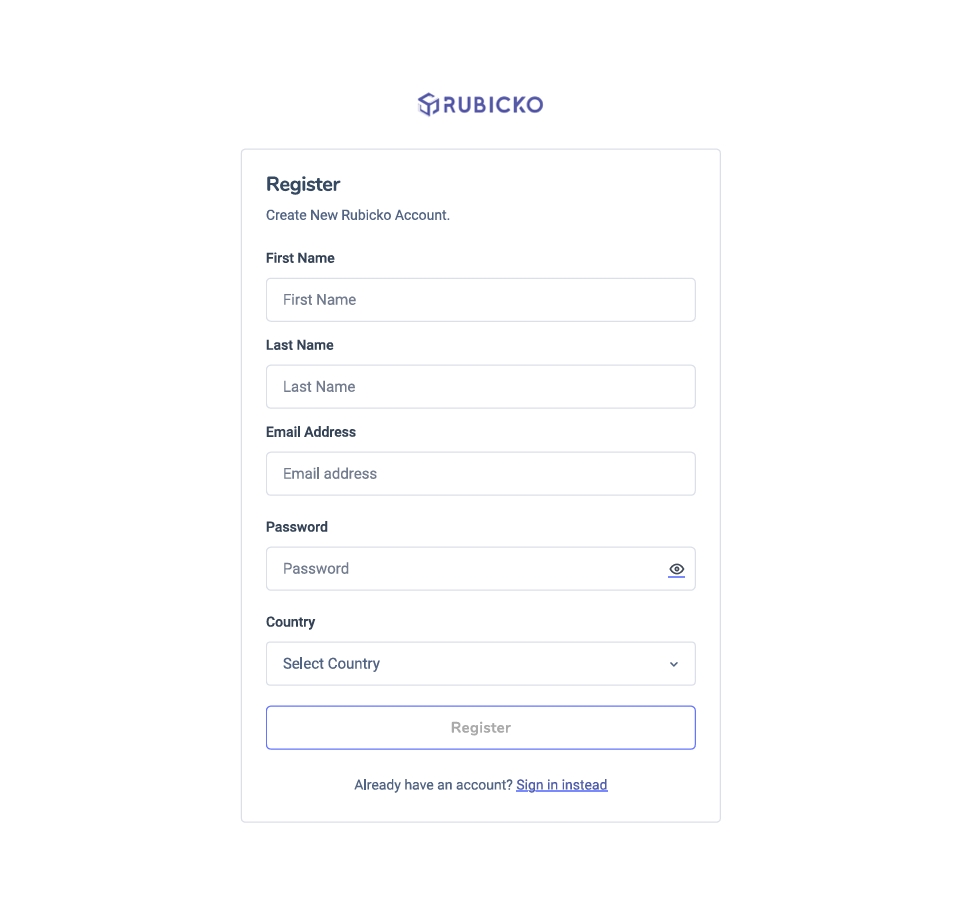 RUBICKO
Register
Create New Rubicko Account.
First Name
First Name
Last Name
Last Name
Email Address
Email address
Password
Password
Country
Select Country
Register
Already have an account? Sign in instead